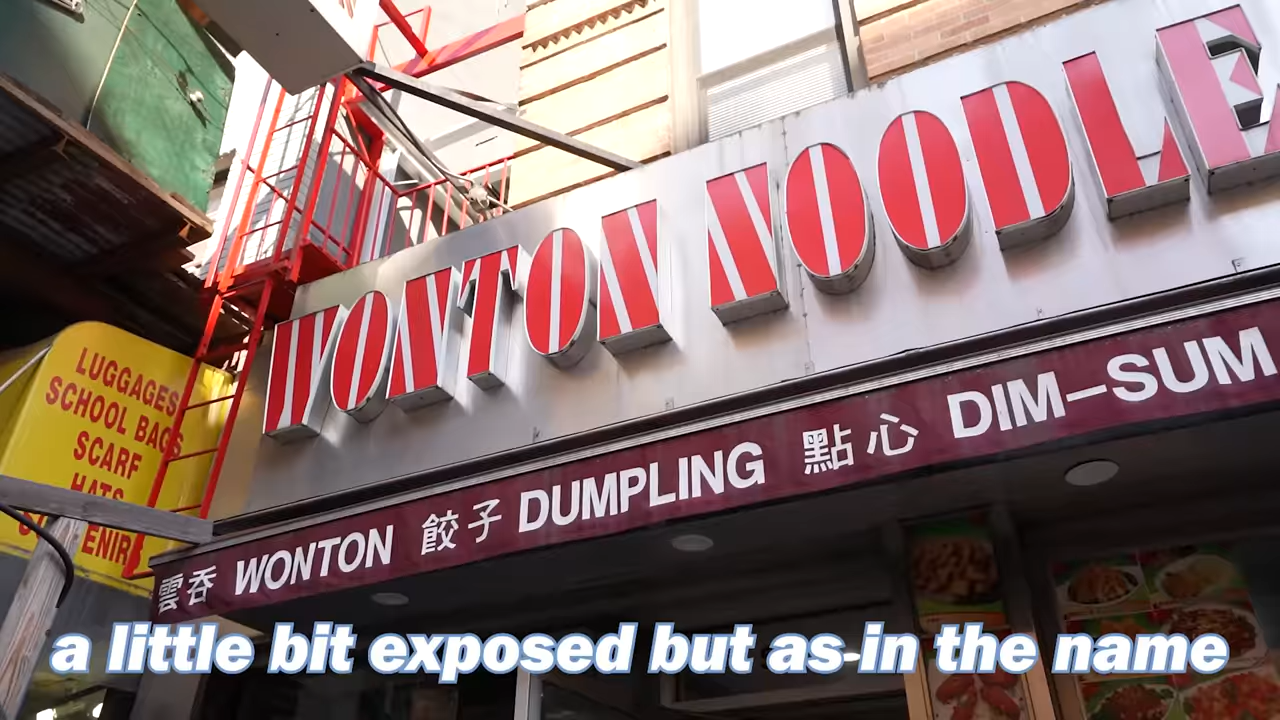 WONTON NOODLE
雲吞 WONTON 餃子 DUMPLING 點心 DIM-SUM
LUGGAGES
SCHOOL BAGS
SCARF
HATS
a little bit exposed but as in the name